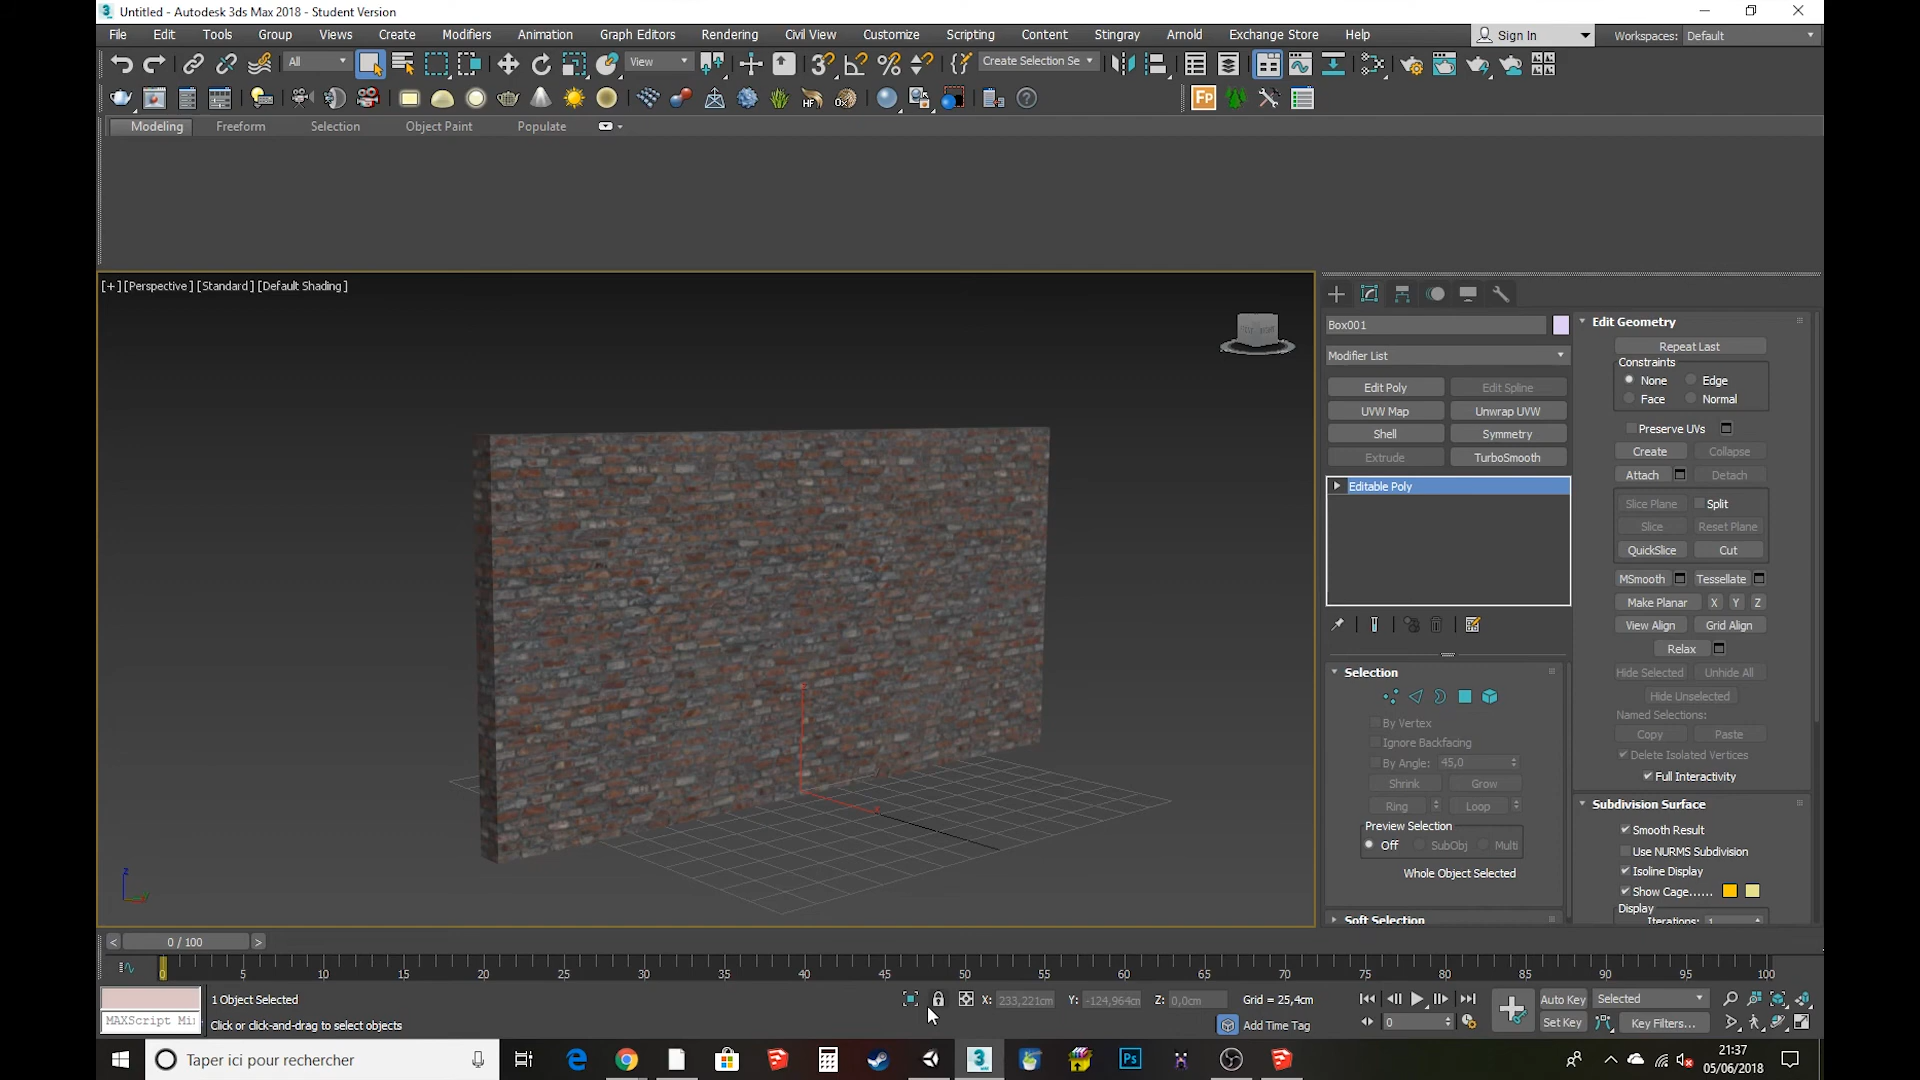 Untitled - Autodesk 3ds Max 2018 - Student Version
File Edit Tools Group Views Create Modifiers Animation Graph Editors Rendering Civil View Customize Scripting Content Stingray Arnold Exchange Store Help Sign In Workspaces: Default
All View Create Selection Se
Modeling Freeform Selection Object Paint Populate
[+] [Perspective ] [Standard ] [Default Shading ]
Box001
Modifier List
Edit Poly Edit Spline
UVW Map Unwrap UVW
Shell Symmetry
Extrude TurboSmooth
Editable Poly
Selection
By Vertex
Ignore Backfacing
By Angle: 45,0
Shrink Grow
Ring Loop
Preview Selection
Off SubObj Multi
Whole Object Selected
Soft Selection
Edit Geometry
Repeat Last
Constraints
None Edge
Face Normal
Preserve UVs
Create Collapse
Attach Detach
Slice Plane Split
Slice Reset Plane
QuickSlice Cut
MSmooth Tessellate
Make Planar X Y Z
View Align Grid Align
Relax
Hide Selected Unhide All
Hide Unselected
Named Selections:
Copy Paste
Delete Isolated Vertices
Full Interactivity
Subdivision Surface
Smooth Result
Use NURMS Subdivision
Isoline Display
Show Cage......
Display
Iterations: 1
< 0 / 100 >
0 5 10 15 20 25 30 35 40 45 50 55 60 65 70 75 80 85 90 95 100
1 Object Selected X: 233,221cm Y: -124,964cm Z: 0,0cm Grid = 25,4cm Auto Key Selected
MAXScript Mi Click or click-and-drag to select objects Add Time Tag 0 Set Key Key Filters...
Taper ici pour rechercher
21:37
05/06/2018